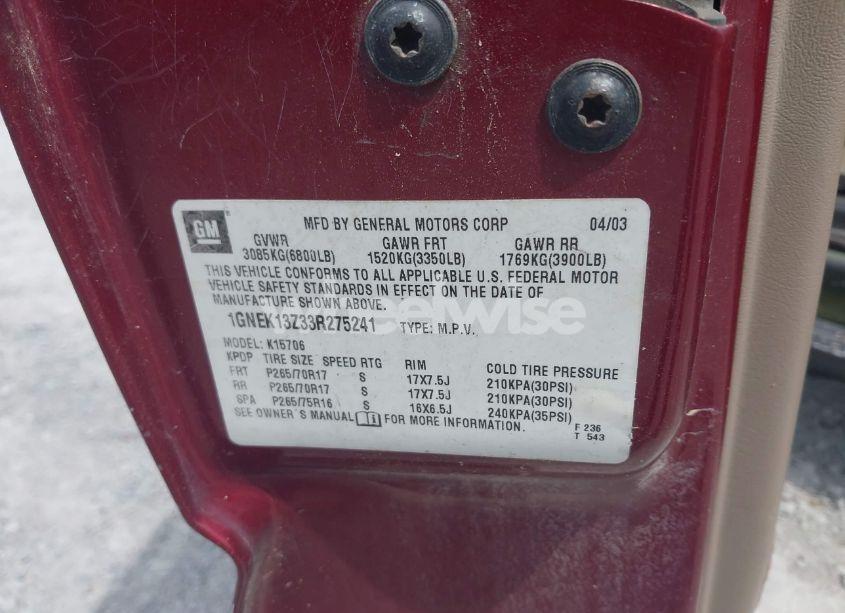 GM
MFD BY GENERAL MOTORS CORP 04/03
GVWR GAWR FRT GAWR RR
3085KG(6800LB) 1520KG(3350LB) 1769KG(3900LB)
THIS VEHICLE CONFORMS TO ALL APPLICABLE U.S. FEDERAL MOTOR
VEHICLE SAFETY STANDARDS IN EFFECT ON THE DATE OF
MANUFACTURE SHOWN ABOVE.
1GNEK13Z33R275241 TYPE: M.P.V.
MODEL: K15706
KPDP TIRE SIZE SPEED RTG RIM COLD TIRE PRESSURE
FRT P265/70R17 S 17X7.5J 210KPA(30PSI)
RR P265/70R17 S 17X7.5J 210KPA(30PSI)
SPA P265/75R16 S 16X6.5J 240KPA(35PSI)
SEE OWNER'S MANUAL FOR MORE INFORMATION.
F 236
T 543